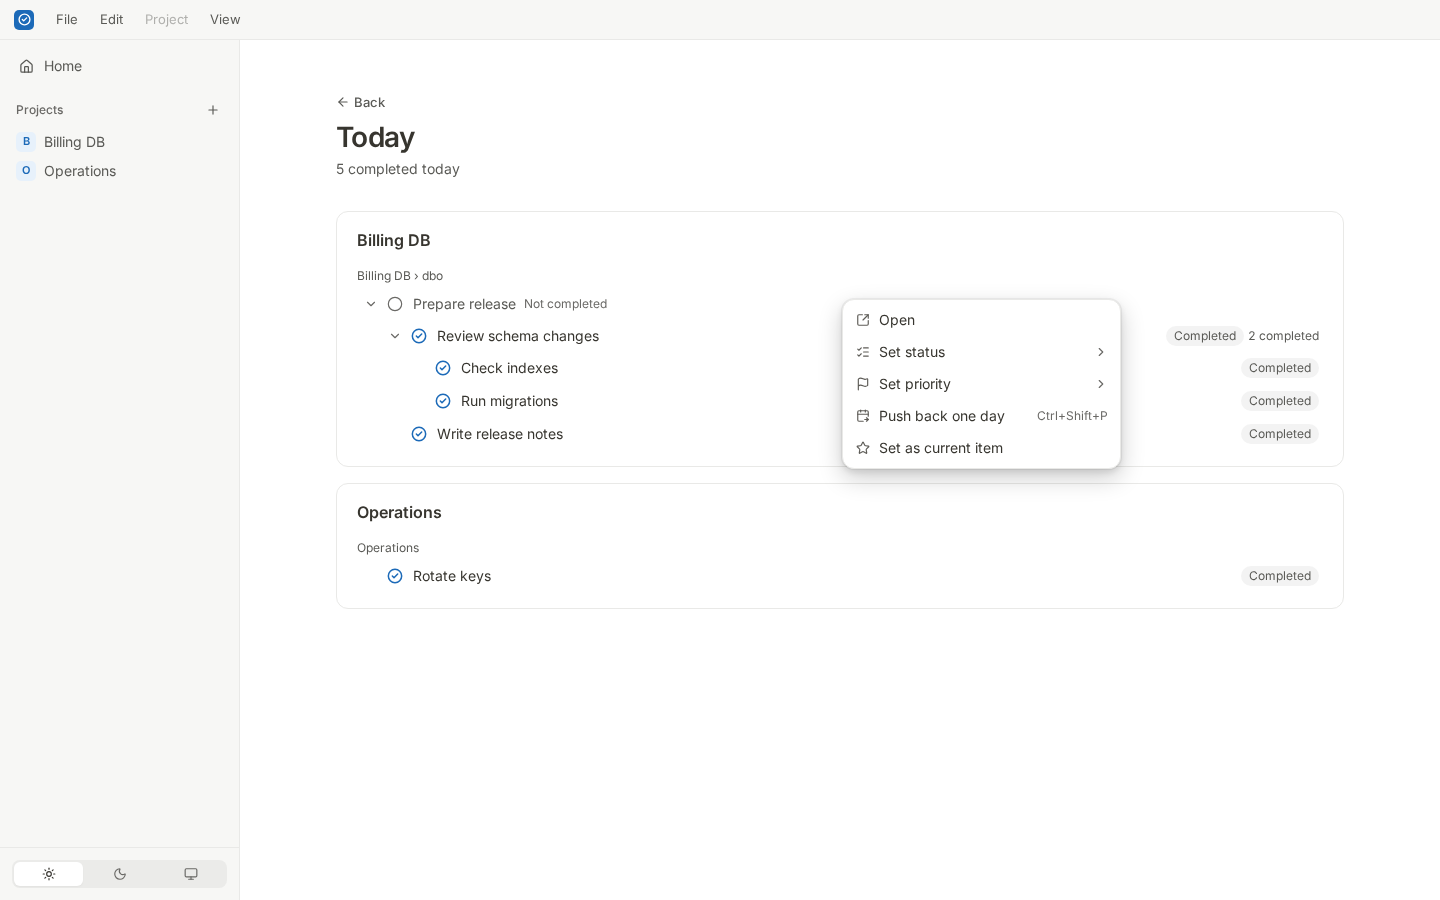 File Edit Project View
Home
Projects
B Billing DB
O Operations
Back
Today
5 completed today
Billing DB
Billing DB › dbo
Prepare release Not completed
Review schema changes Completed 2 completed
Check indexes Completed
Run migrations Completed
Write release notes Completed
Open
Set status
Set priority
Push back one day Ctrl+Shift+P
Set as current item
Operations
Operations
Rotate keys Completed